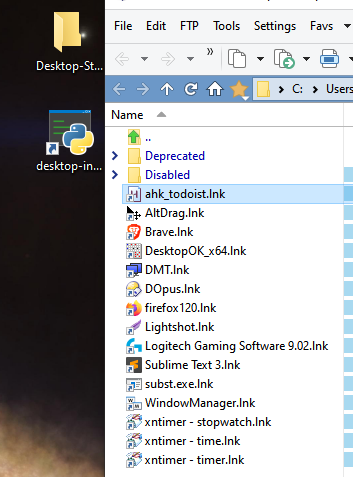 Desktop-St...
desktop-in...
File Edit Tools Settings Favs
»
C: Users
Name
..
Deprecated
Disabled
ahk_todoist.lnk
AltDrag.lnk
Brave.lnk
DesktopOK_x64.lnk
DMT.lnk
DOpus.lnk
firefox120.lnk
Lightshot.lnk
Logitech Gaming Software 9.02.lnk
Sublime Text 3.lnk
subst.exe.lnk
WindowManager.lnk
xntimer - stopwatch.lnk
xntimer - time.lnk
xntimer - timer.lnk